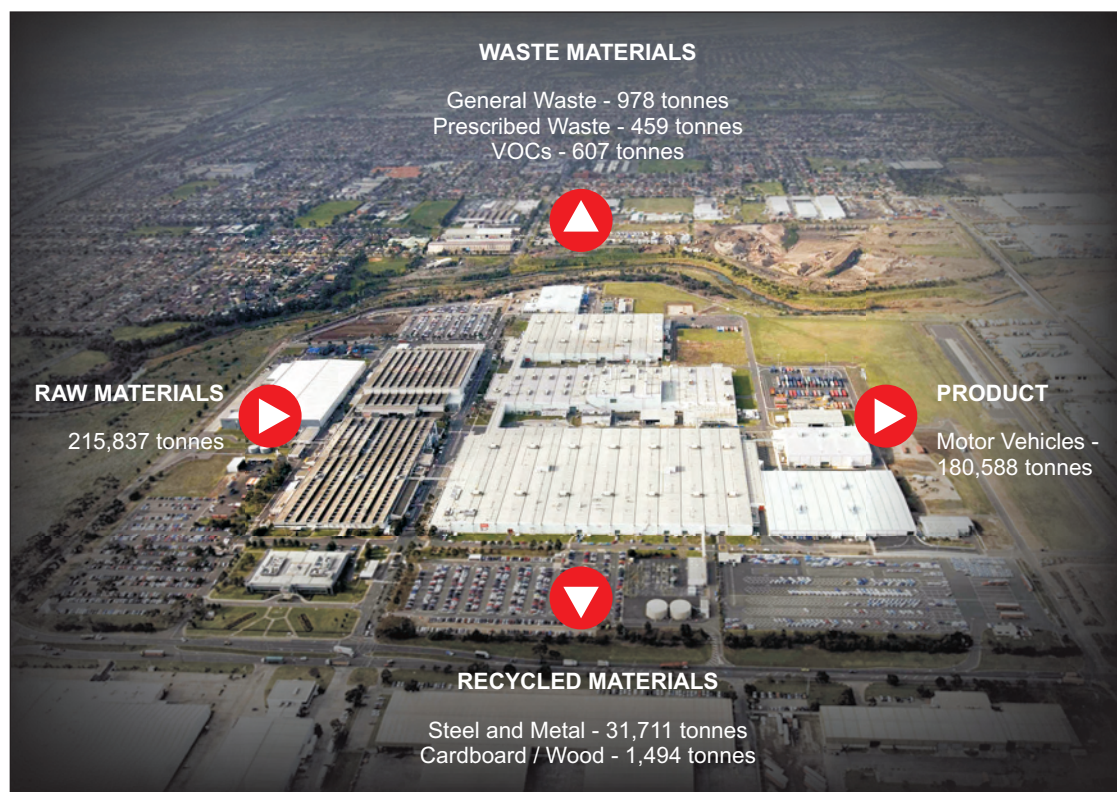 WASTE MATERIALS
General Waste - 978 tonnes
Prescribed Waste - 459 tonnes
VOCs - 607 tonnes
RAW MATERIALS
215,837 tonnes
PRODUCT
Motor Vehicles -
180,588 tonnes
RECYCLED MATERIALS
Steel and Metal - 31,711 tonnes
Cardboard / Wood - 1,494 tonnes